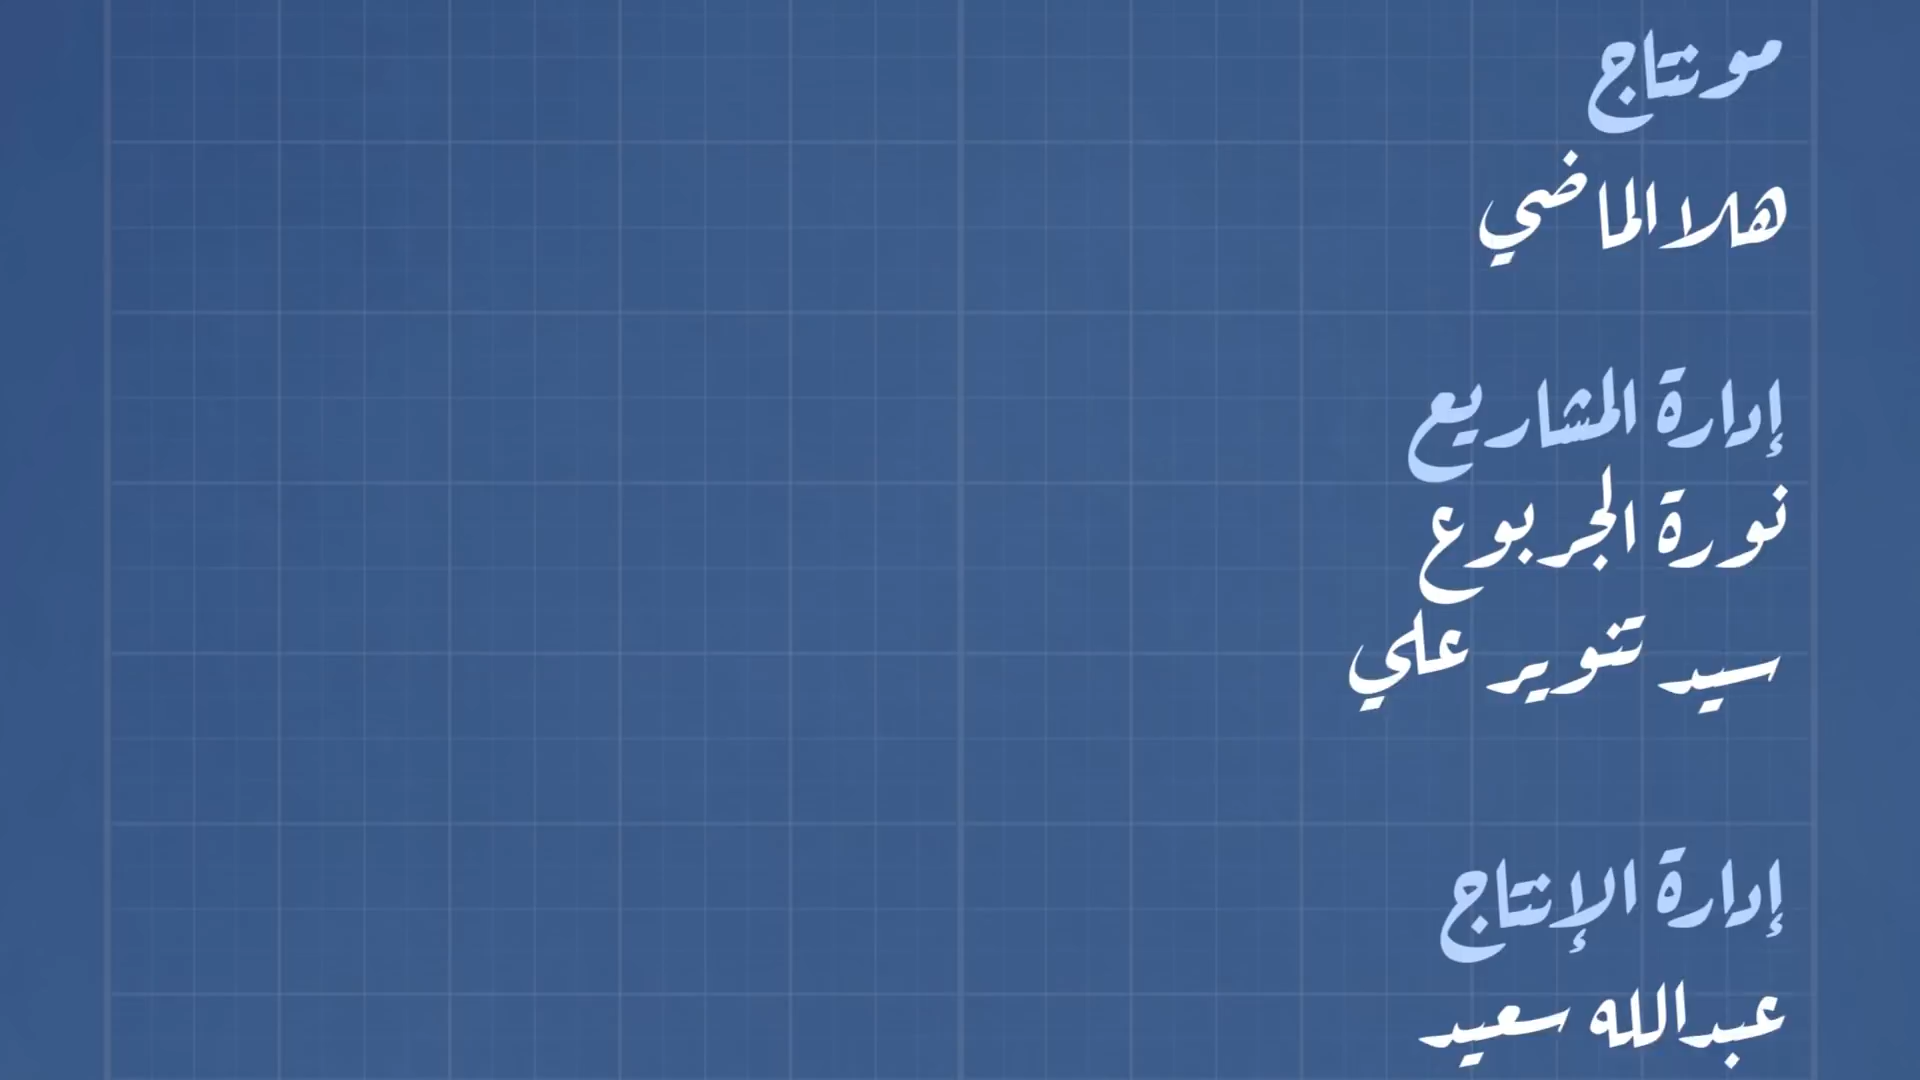 مونتاج
هلا الماضي
إدارة المشاريع
نورة الجربوع
سيد تنوير علي
إدارة الإنتاج
عبدالله سعيد